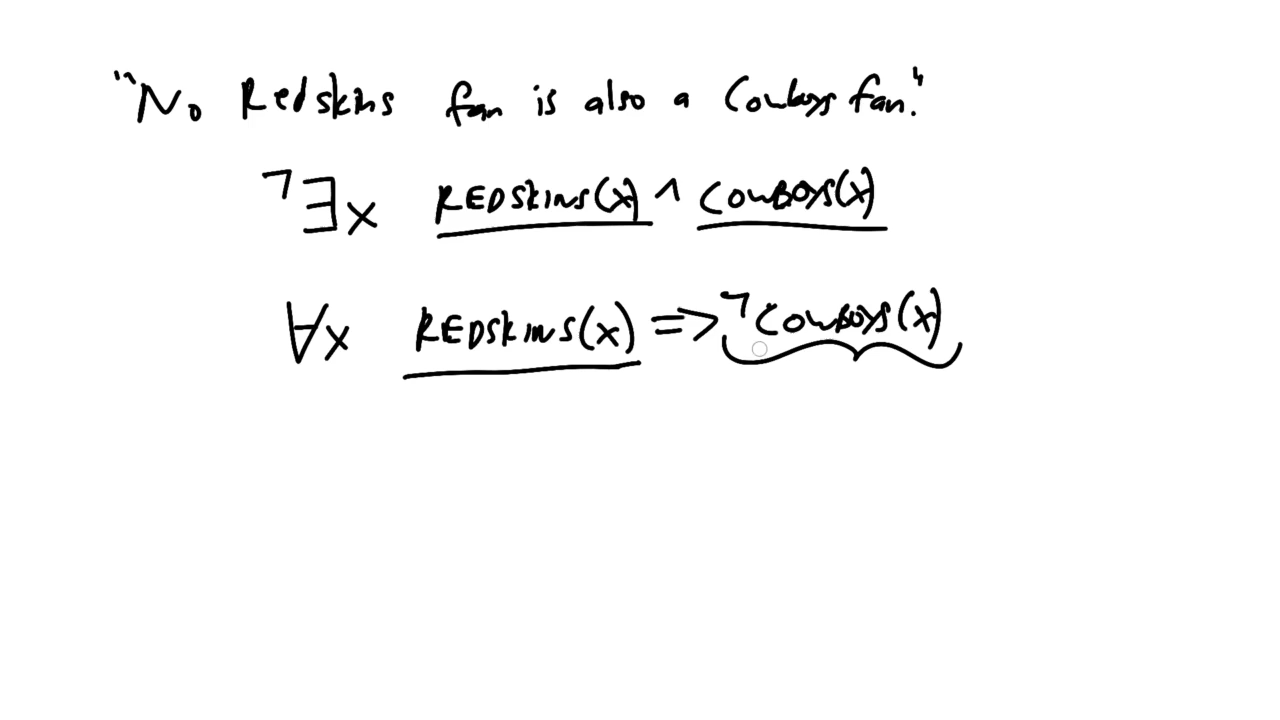 "No Redskins fan is also a Cowboys fan."
¬∃x REDSKINS(x) ∧ COWBOYS(x)
∀x REDSKINS(x) => ¬COWBOYS(x)